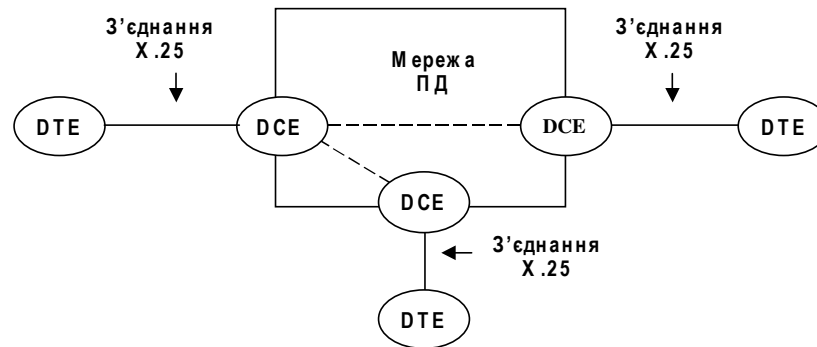 З’єднання
X.25
З’єднання
X.25
Мережа
ПД
DTE
DCE
DCE
DTE
DCE
З’єднання
X.25
DTE